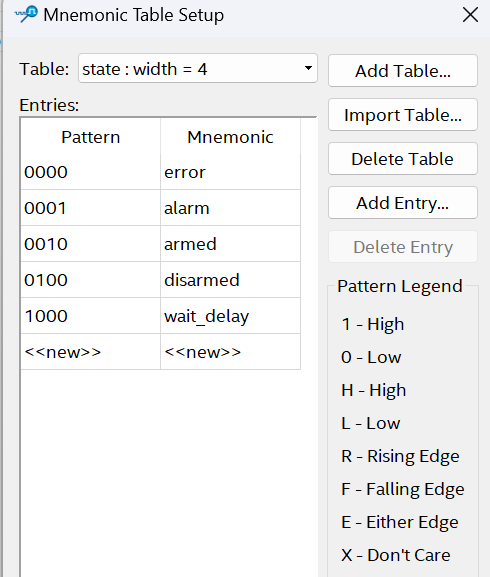 Mnemonic Table Setup
Table: state : width = 4
Add Table...
Entries:
Import Table...
Pattern Mnemonic
0000 error
Delete Table
0001 alarm
Add Entry...
0010 armed
Delete Entry
0100 disarmed
Pattern Legend
1000 wait_delay
1 - High
<<new>> <<new>>
0 - Low
H - High
L - Low
R - Rising Edge
F - Falling Edge
E - Either Edge
X - Don't Care